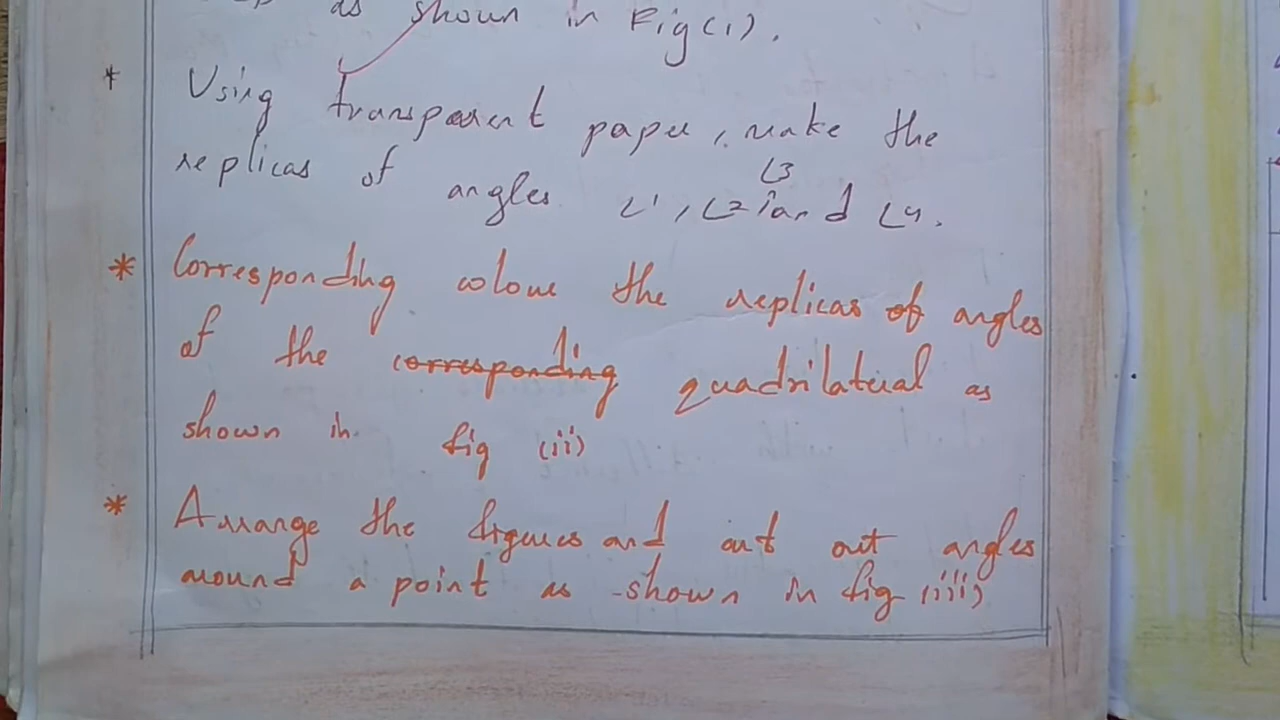 as shown in Fig(1).
* Using transparent paper, make the
replicas of angles ∠1, ∠2, ∠3 and ∠4.
* Corresponding colour the replicas of angles
of the corresponding quadrilateral as
shown in fig (ii)
* Arrange the figures and out out angles
around a point as shown in fig (iii)